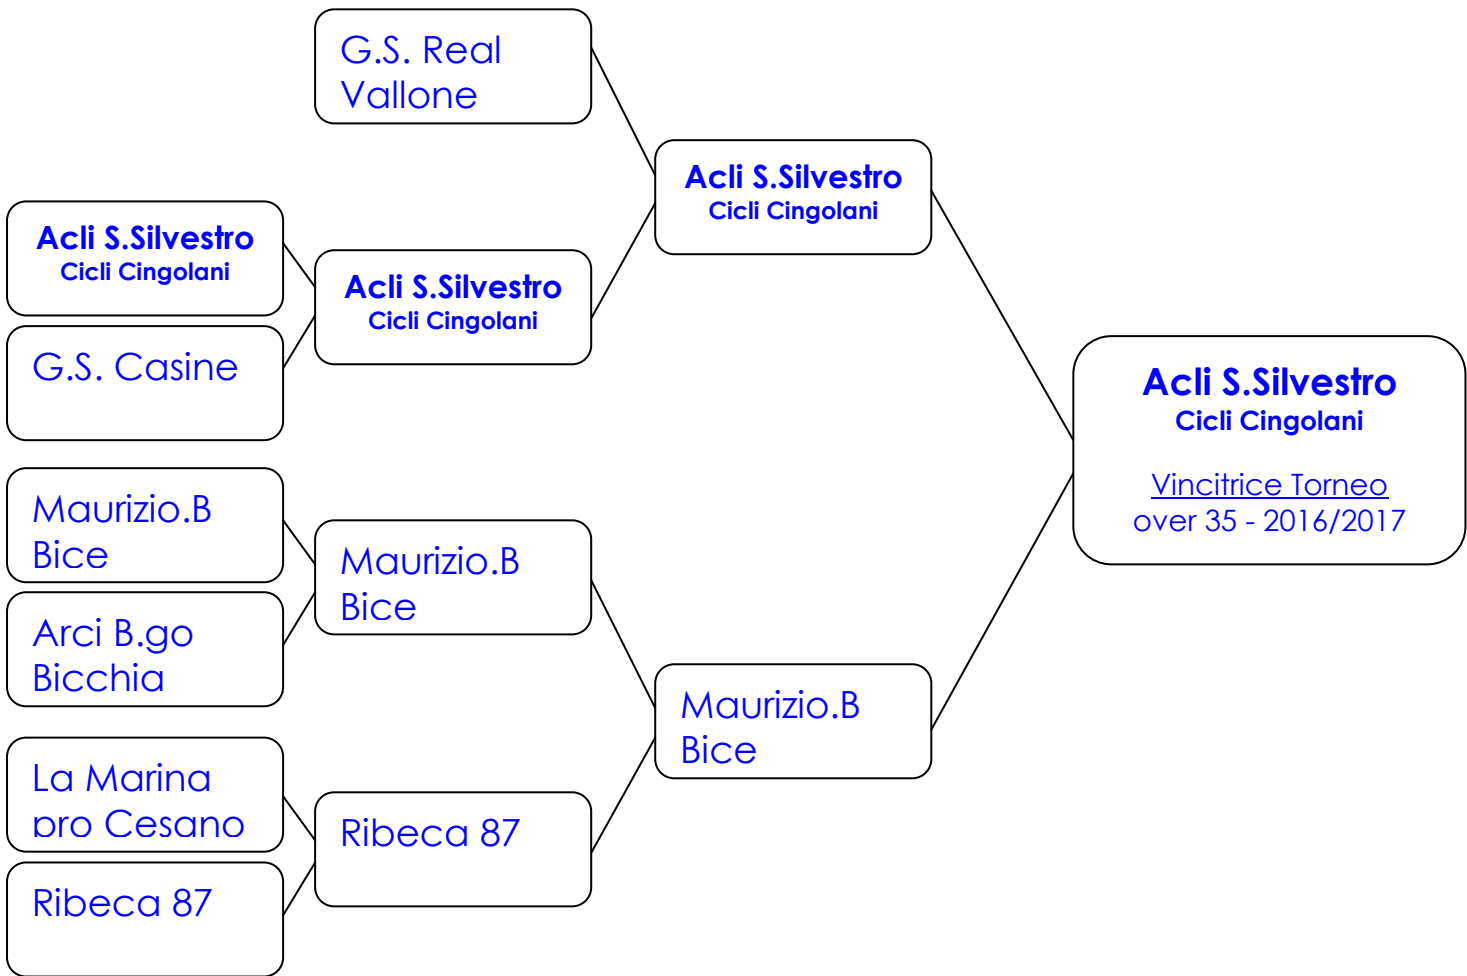 G.S. Real
Vallone
Acli S.Silvestro
Cicli Cingolani
Acli S.Silvestro
Cicli Cingolani
Acli S.Silvestro
Cicli Cingolani
G.S. Casine
Acli S.Silvestro
Cicli Cingolani
Vincitrice Torneo
over 35 - 2016/2017
Maurizio.B
Bice
Maurizio.B
Bice
Arci B.go
Bicchia
Maurizio.B
Bice
La Marina
pro Cesano
Ribeca 87
Ribeca 87